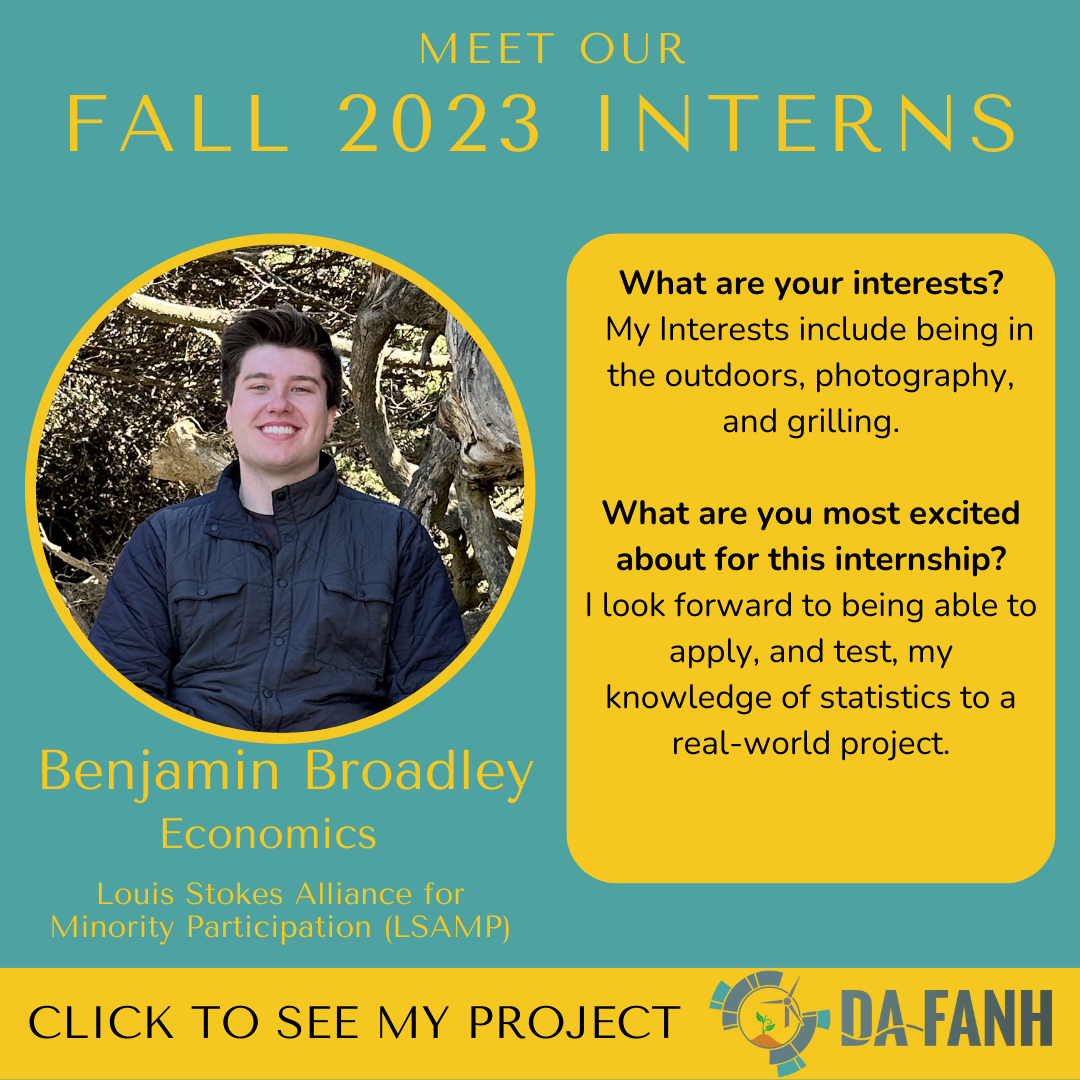 MEET OUR
FALL 2023 INTERNS
What are your interests?
My Interests include being in
the outdoors, photography,
and grilling.
What are you most excited
about for this internship?
I look forward to being able to
apply, and test, my
knowledge of statistics to a
real-world project.
Benjamin Broadley
Economics
Louis Stokes Alliance for
Minority Participation (LSAMP)
CLICK TO SEE MY PROJECT
DA-FANH